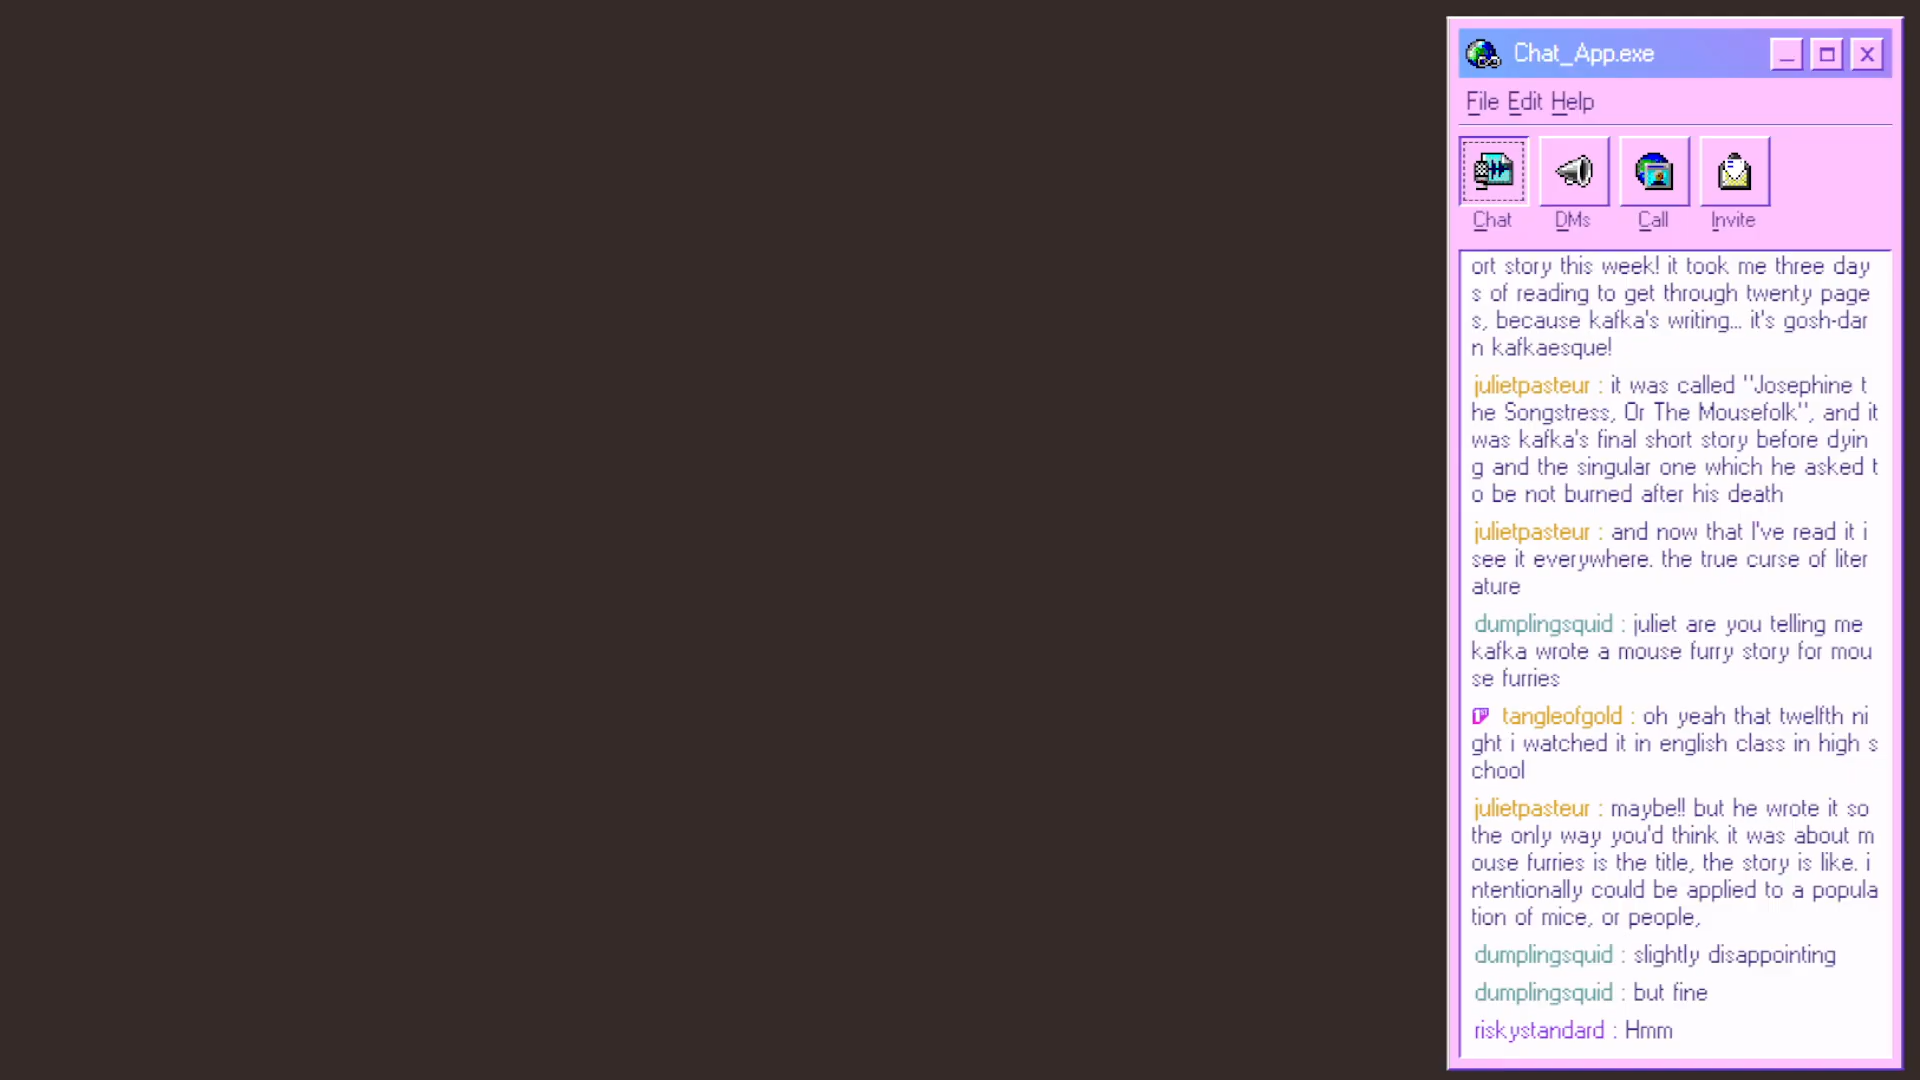 Chat_App.exe
File Edit Help
Chat DMs Call Invite
ort story this week! it took me three day
s of reading to get through twenty page
s, because kafka's writing... it's gosh-dar
n kafkaesque!
julietpasteur : it was called "Josephine t
he Songstress, Or The Mousefolk", and it
was kafka's final short story before dyin
g and the singular one which he asked t
o be not burned after his death
julietpasteur : and now that I've read it i
see it everywhere. the true curse of liter
ature
dumplingsquid : juliet are you telling me
kafka wrote a mouse furry story for mou
se furries
tangleofgold : oh yeah that twelfth ni
ght i watched it in english class in high s
chool
julietpasteur : maybe!! but he wrote it so
the only way you'd think it was about m
ouse furries is the title, the story is like. i
ntentionally could be applied to a popula
tion of mice, or people,
dumplingsquid : slightly disappointing
dumplingsquid : but fine
riskystandard : Hmm